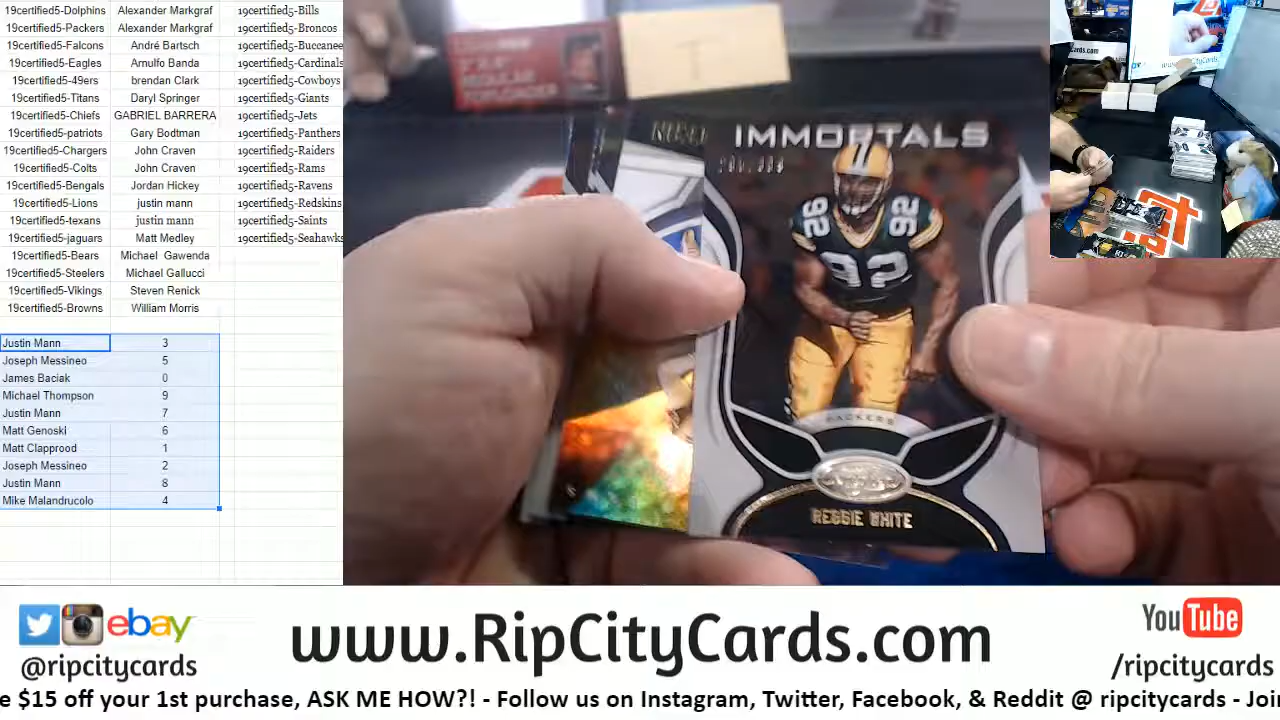 19certified5-Dolphins Alexander Markgraf 19certified5-Bills
19certified5-Packers Alexander Markgraf 19certified5-Broncos
19certified5-Falcons André Bartsch 19certified5-Buccanee
19certified5-Eagles Arnulfo Banda 19certified5-Cardinals
19certified5-49ers brendan Clark 19certified5-Cowboys
19certified5-Titans Daryl Springer 19certified5-Giants
19certified5-Chiefs GABRIEL BARRERA 19certified5-Jets
19certified5-patriots Gary Bodtman 19certified5-Panthers
19certified5-Chargers John Craven 19certified5-Raiders
19certified5-Colts John Craven 19certified5-Rams
19certified5-Bengals Jordan Hickey 19certified5-Ravens
19certified5-Lions justin mann 19certified5-Redskins
19certified5-texans justin mann 19certified5-Saints
19certified5-jaguars Matt Medley 19certified5-Seahawks
19certified5-Bears Michael Gawenda
19certified5-Steelers Michael Gallucci
19certified5-Vikings Steven Renick
19certified5-Browns William Morris
Justin Mann 3
Joseph Messineo 5
James Baciak 0
Michael Thompson 9
Justin Mann 7
Matt Genoski 6
Matt Clapprood 1
Joseph Messineo 2
Justin Mann 8
Mike Malandrucolo 4
IMMORTALS
92 92
92
PACKERS
REGGIE WHITE
ebay
@ripcitycards
www.RipCityCards.com
YouTube
/ripcitycards
e $15 off your 1st purchase, ASK ME HOW?! - Follow us on Instagram, Twitter, Facebook, & Reddit @ ripcitycards - Joi